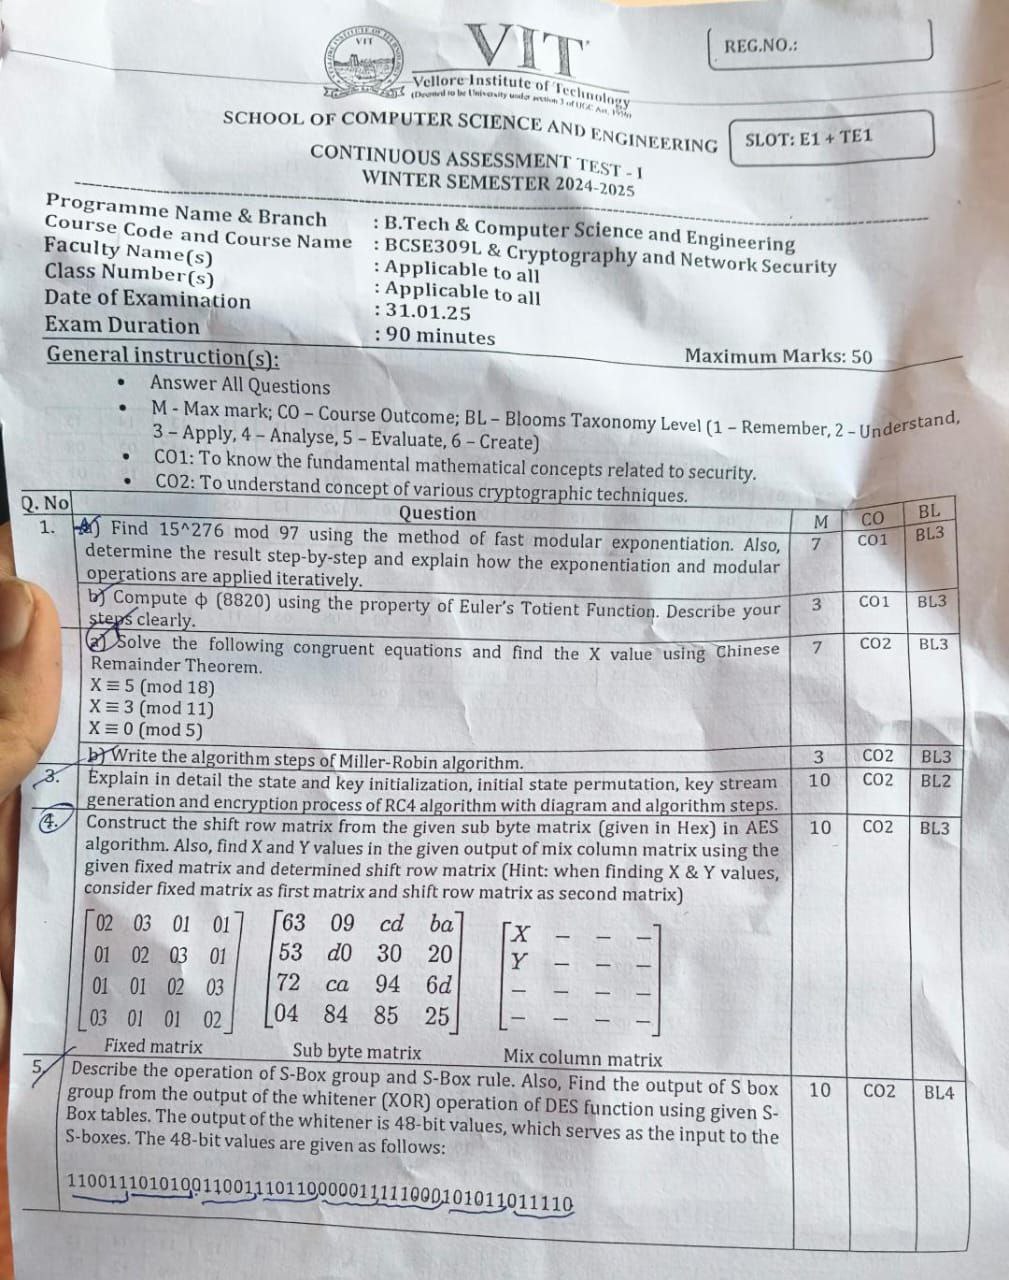 VIT
VIT
Vellore Institute of Technology
(Deemed to be University under section 3 of UGC Act, 1956)
REG.NO.:
SCHOOL OF COMPUTER SCIENCE AND ENGINEERING
SLOT: E1 + TE1
CONTINUOUS ASSESSMENT TEST - I
WINTER SEMESTER 2024-2025
Programme Name & Branch : B.Tech & Computer Science and Engineering
Course Code and Course Name : BCSE309L & Cryptography and Network Security
Faculty Name(s) : Applicable to all
Class Number(s) : Applicable to all
Date of Examination : 31.01.25
Exam Duration : 90 minutes
Maximum Marks: 50
General instruction(s):
• Answer All Questions
• M - Max mark; CO – Course Outcome; BL – Blooms Taxonomy Level (1 – Remember, 2 – Understand,
3 – Apply, 4 – Analyse, 5 – Evaluate, 6 – Create)
• CO1: To know the fundamental mathematical concepts related to security.
• CO2: To understand concept of various cryptographic techniques.
Q. No Question M CO BL
1. a) Find 15^276 mod 97 using the method of fast modular exponentiation. Also, 7 CO1 BL3
determine the result step-by-step and explain how the exponentiation and modular
operations are applied iteratively.
b) Compute ϕ (8820) using the property of Euler's Totient Function. Describe your 3 CO1 BL3
steps clearly.
a) Solve the following congruent equations and find the X value using Chinese 7 CO2 BL3
Remainder Theorem.
X ≡ 5 (mod 18)
X ≡ 3 (mod 11)
X ≡ 0 (mod 5)
b) Write the algorithm steps of Miller-Robin algorithm. 3 CO2 BL3
3. Explain in detail the state and key initialization, initial state permutation, key stream 10 CO2 BL2
generation and encryption process of RC4 algorithm with diagram and algorithm steps.
4. Construct the shift row matrix from the given sub byte matrix (given in Hex) in AES 10 CO2 BL3
algorithm. Also, find X and Y values in the given output of mix column matrix using the
given fixed matrix and determined shift row matrix (Hint: when finding X & Y values,
consider fixed matrix as first matrix and shift row matrix as second matrix)
02 03 01 01 63 09 cd ba X – – –
01 02 03 01 53 d0 30 20 Y – – –
01 01 02 03 72 ca 94 6d – – – –
03 01 01 02 04 84 85 25 – – – –
Fixed matrix Sub byte matrix Mix column matrix
5. Describe the operation of S-Box group and S-Box rule. Also, Find the output of S box 10 CO2 BL4
group from the output of the whitener (XOR) operation of DES function using given S-
Box tables. The output of the whitener is 48-bit values, which serves as the input to the
S-boxes. The 48-bit values are given as follows: